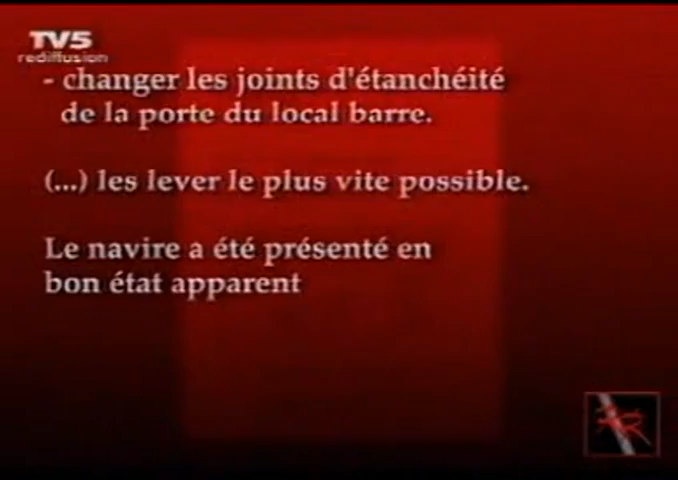 TV5
rediffusion
- changer les joints d'étanchéité
de la porte du local barre.
(...) les lever le plus vite possible.
Le navire a été présenté en
bon état apparent